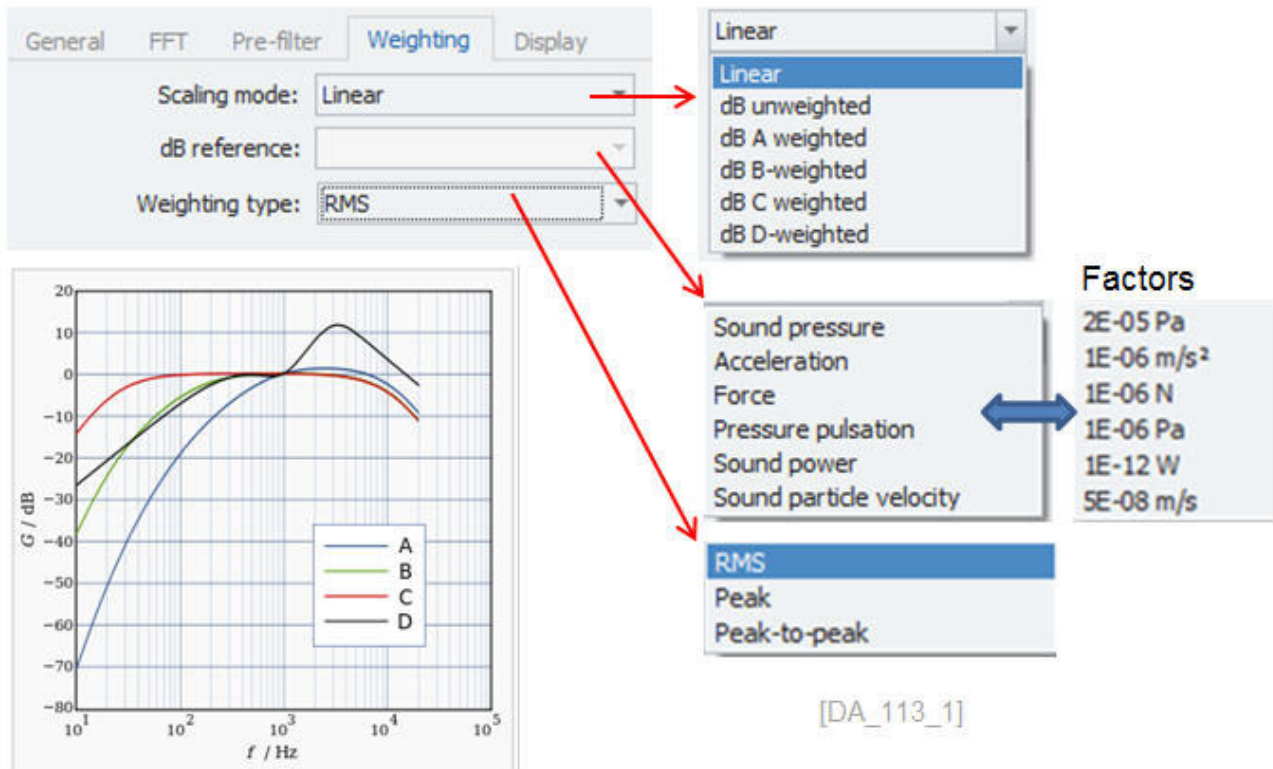 General FFT Pre-filter Weighting Display
Scaling mode: Linear
dB reference:
Weighting type: RMS
Linear
Linear
dB unweighted
dB A weighted
dB B-weighted
dB C weighted
dB D-weighted
Sound pressure
Acceleration
Force
Pressure pulsation
Sound power
Sound particle velocity
Factors
2E-05 Pa
1E-06 m/s²
1E-06 N
1E-06 Pa
1E-12 W
5E-08 m/s
RMS
Peak
Peak-to-peak
[DA_113_1]
G / dB
20
10
0
−10
−20
−30
−40
−50
−60
−70
−80
A
B
C
D
10¹ 10² 10³ 10⁴ 10⁵
f / Hz